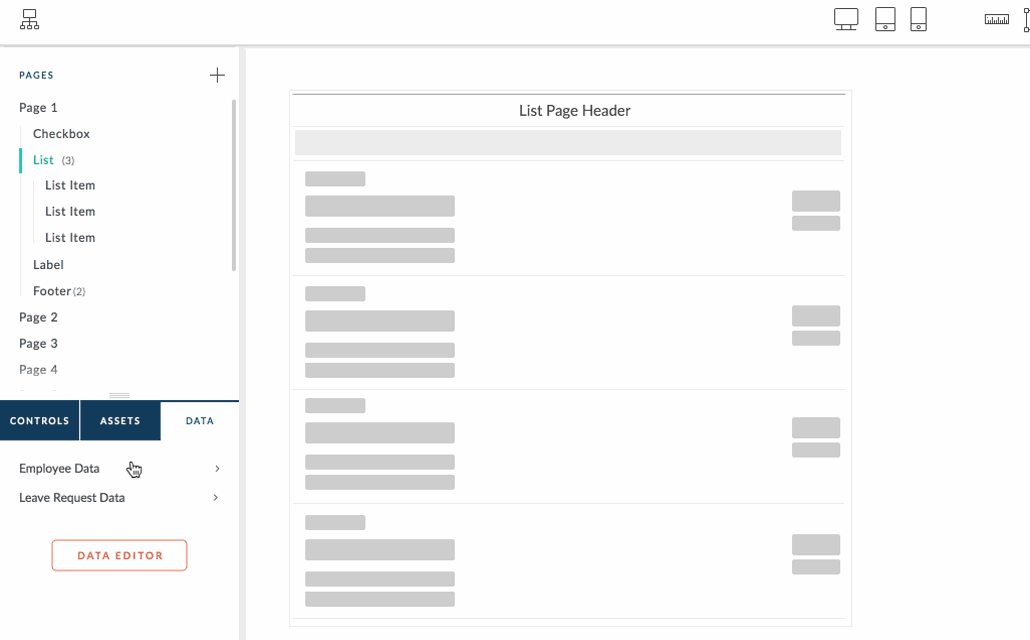 PAGES
Page 1
Checkbox
List (3)
List Item
List Item
List Item
Label
Footer(2)
Page 2
Page 3
Page 4
CONTROLS
ASSETS
DATA
Employee Data
Leave Request Data
DATA EDITOR
List Page Header